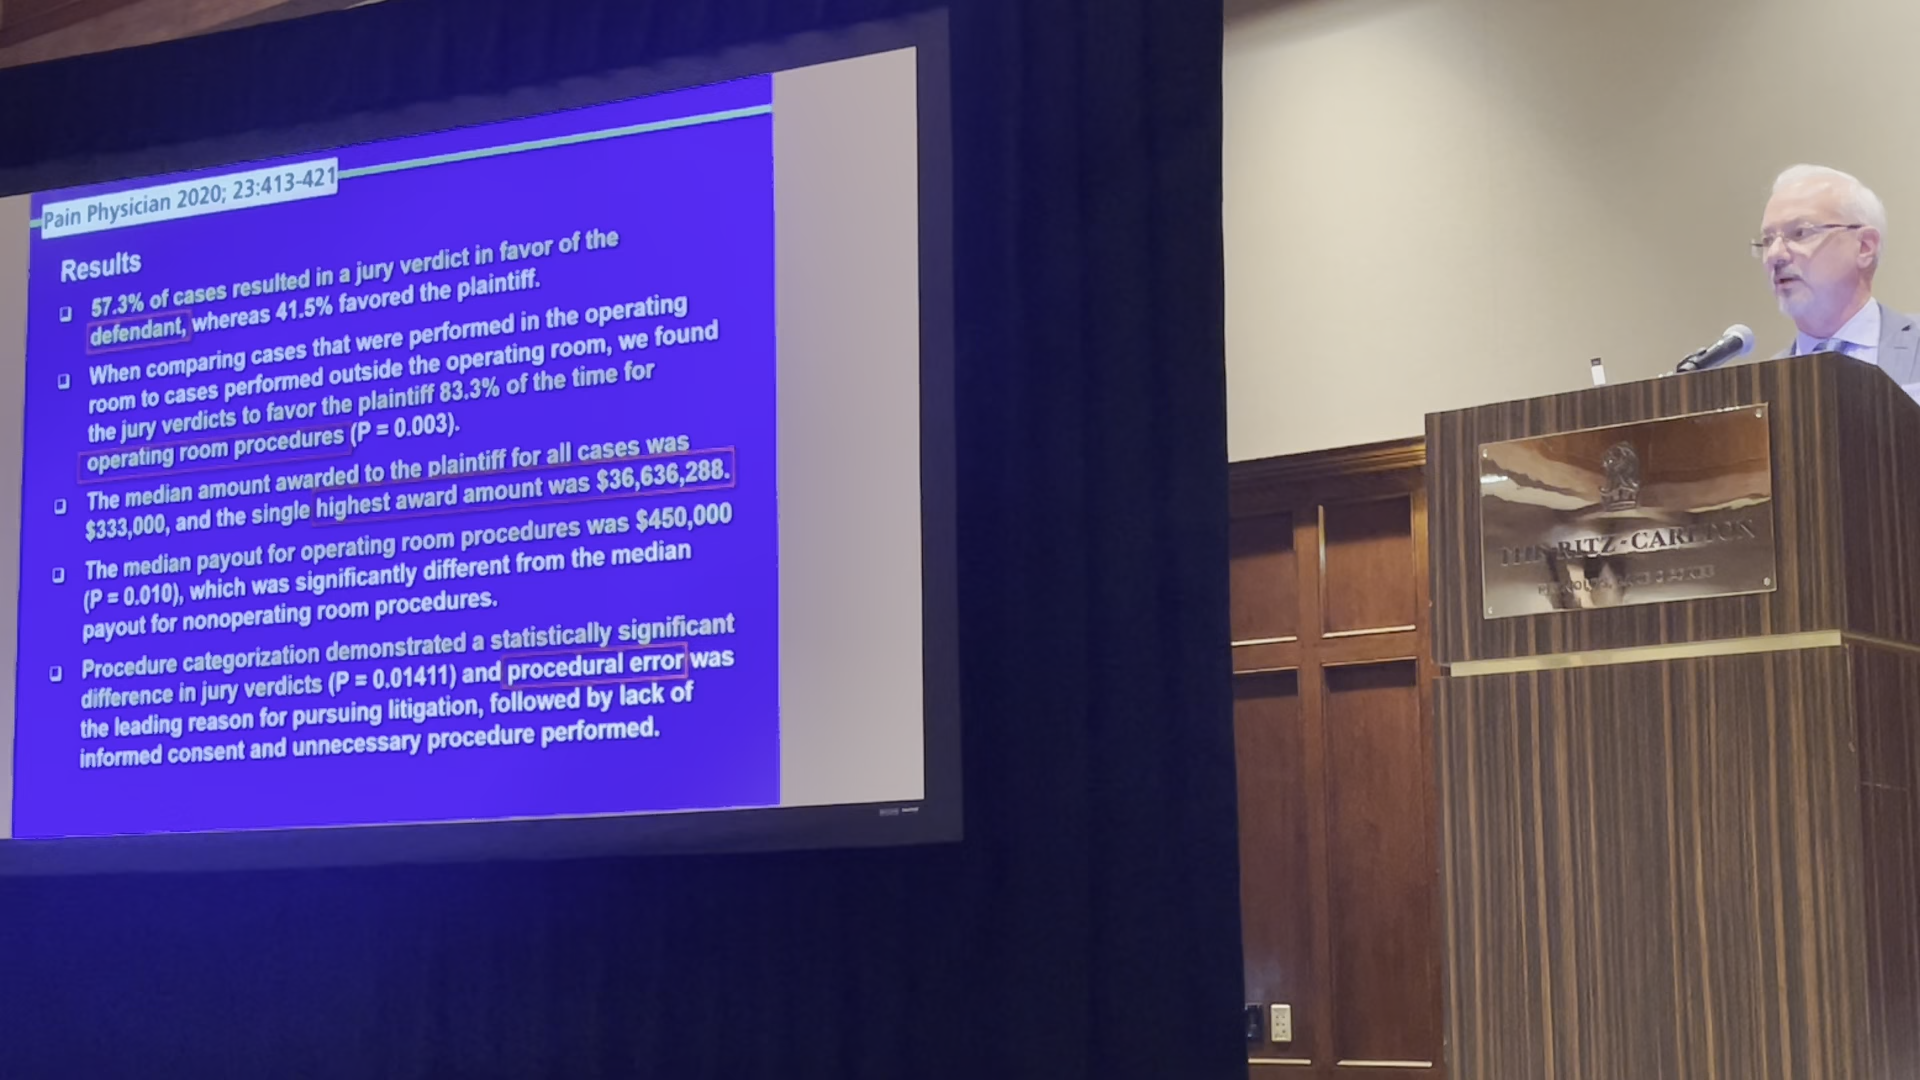 Pain Physician 2020; 23:413-421
Results
❑ 57.3% of cases resulted in a jury verdict in favor of the
defendant, whereas 41.5% favored the plaintiff.
❑ When comparing cases that were performed in the operating
room to cases performed outside the operating room, we found
the jury verdicts to favor the plaintiff 83.3% of the time for
operating room procedures (P = 0.003).
❑ The median amount awarded to the plaintiff for all cases was
$333,000, and the single highest award amount was $36,636,288.
❑ The median payout for operating room procedures was $450,000
(P = 0.010), which was significantly different from the median
payout for nonoperating room procedures.
❑ Procedure categorization demonstrated a statistically significant
difference in jury verdicts (P = 0.01411) and procedural error was
the leading reason for pursuing litigation, followed by lack of
informed consent and unnecessary procedure performed.
THE RITZ-CARLTON